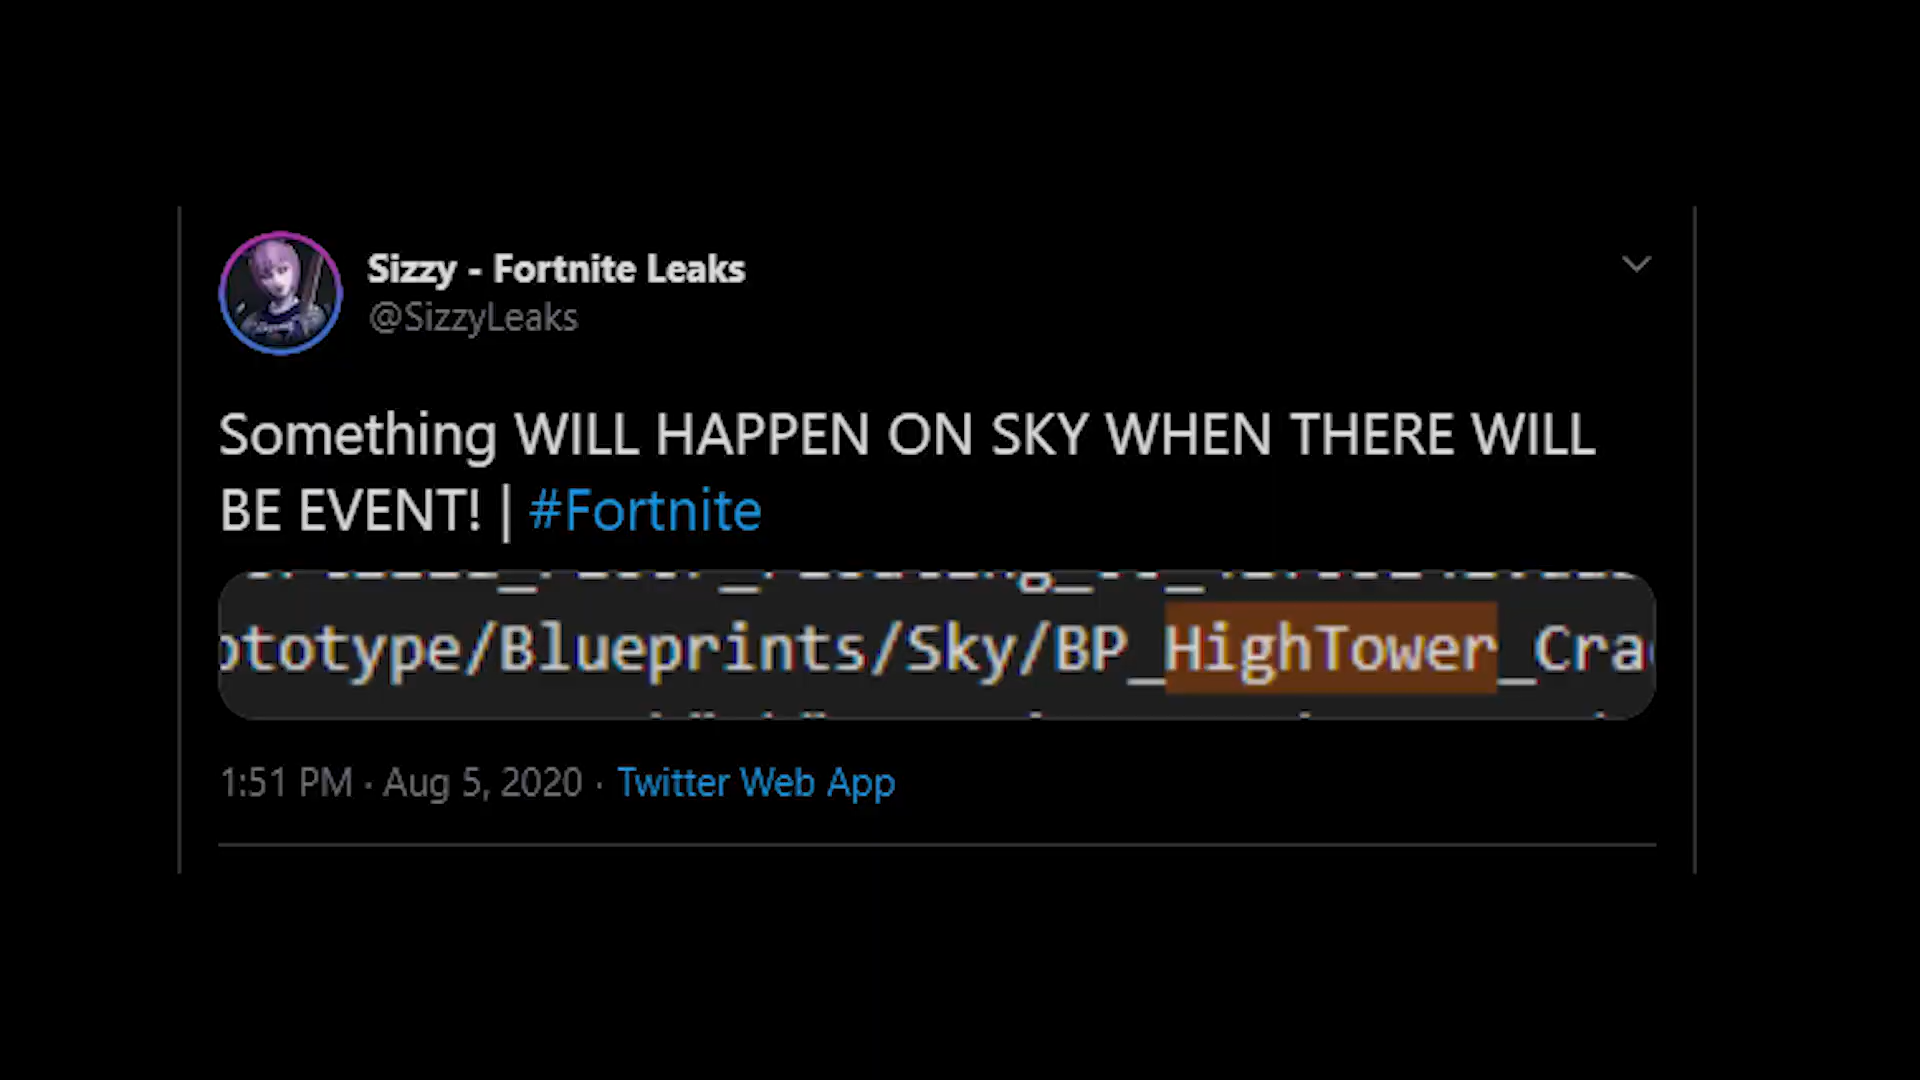 Sizzy - Fortnite Leaks
@SizzyLeaks
Something WILL HAPPEN ON SKY WHEN THERE WILL
BE EVENT! | #Fortnite
ototype/Blueprints/Sky/BP_HighTower_Cra
1:51 PM · Aug 5, 2020 · Twitter Web App